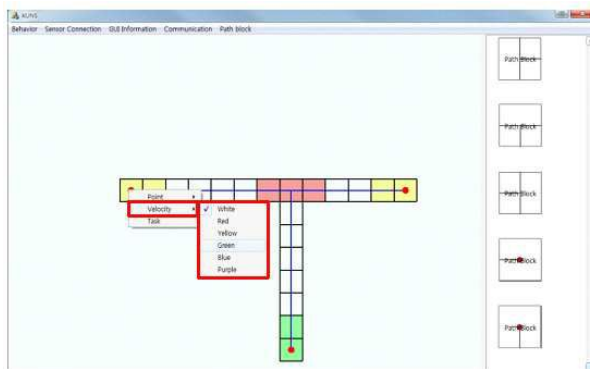 KUNS
Behavior Sensor Connection GUI Information Communication Path block
Point
Velocity
Task
White
Red
Yellow
Green
Blue
Purple
Path Block
Path Block
Path Block
Path Block
Path Block